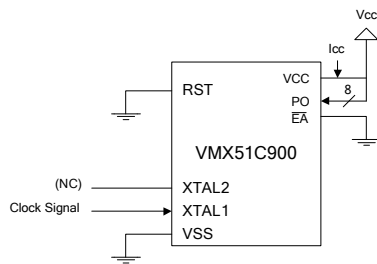 Vcc
Icc
VCC
8
RST
PO
EA
VMX51C900
(NC)
XTAL2
Clock Signal
XTAL1
VSS